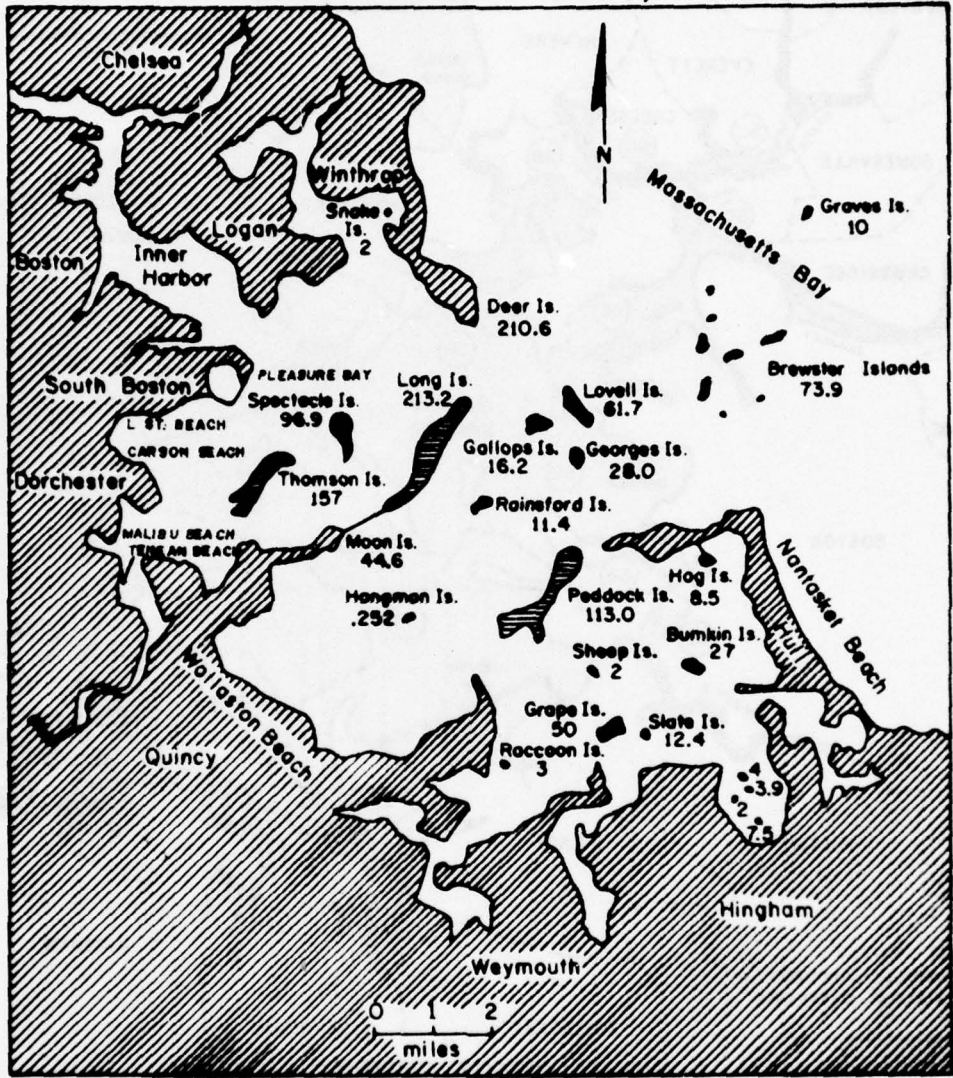 Chelsea
Winthrop
Snake
Is.
2
Logan
Boston
Inner
Harbor
N
Massachusetts Bay
Graves Is.
10
Deer Is.
210.6
South Boston
PLEASURE BAY
Spectacle Is.
96.9
Long Is.
213.2
Lovell Is.
61.7
Brewster Islands
73.9
L ST. BEACH
CARSON BEACH
Gallops Is.
16.2
Georges Is.
28.0
Dorchester
Thomson Is.
157
Rainsford Is.
11.4
MALIBU BEACH
TENEAN BEACH
Moon Is.
44.6
Hog Is.
8.5
Nantasket Beach
Hull
Hangman Is.
.252
Peddock Is.
113.0
Bumkin Is.
27
Sheep Is.
2
Wollaston Beach
Grape Is.
50
Slate Is.
12.4
Quincy
Raccoon Is.
3
4
3.9
2
7.5
Hingham
Weymouth
0 1 2
miles